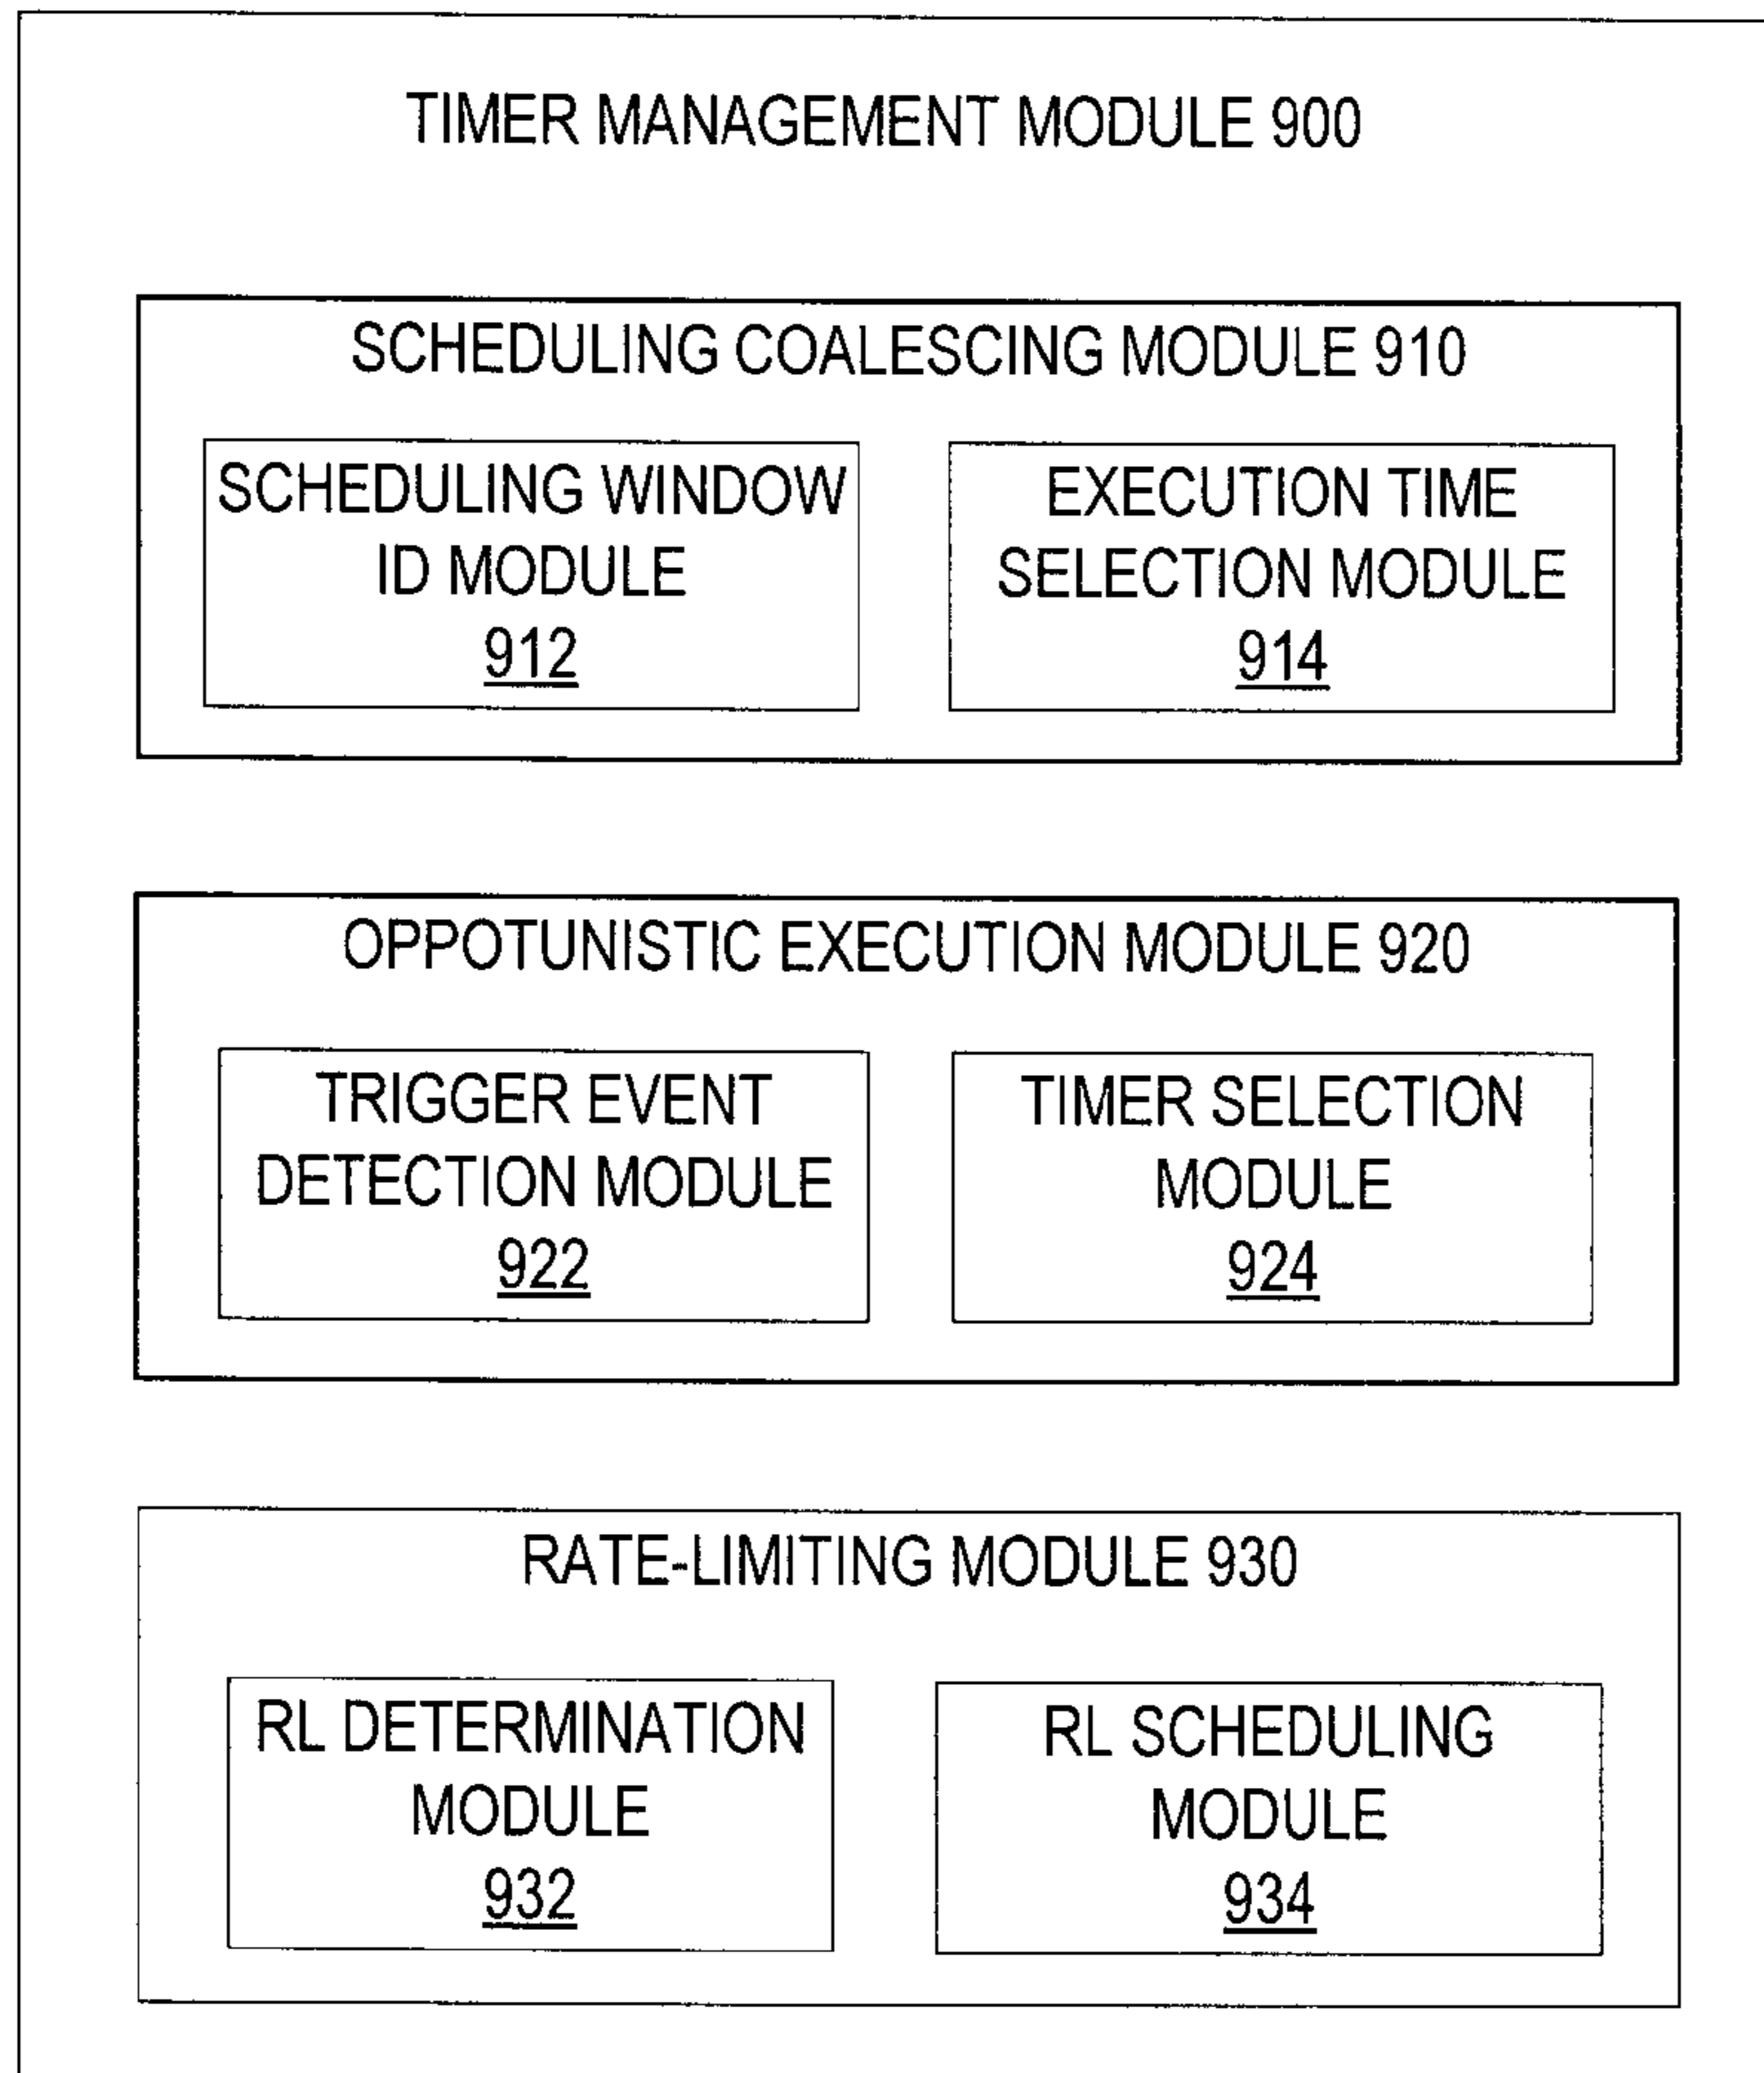 TIMER MANAGEMENT MODULE 900
SCHEDULING COALESCING MODULE 910
SCHEDULING WINDOW
ID MODULE
912
EXECUTION TIME
SELECTION MODULE
914
OPPOTUNISTIC EXECUTION MODULE 920
TRIGGER EVENT
DETECTION MODULE
922
TIMER SELECTION
MODULE
924
RATE-LIMITING MODULE 930
RL DETERMINATION
MODULE
932
RL SCHEDULING
MODULE
934